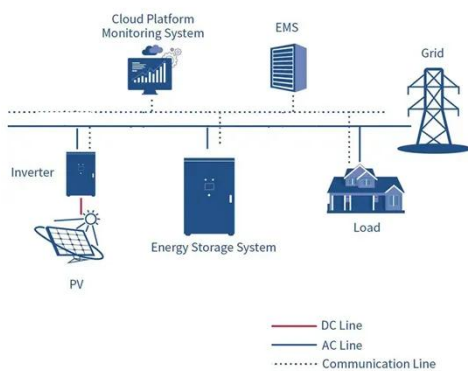 Cloud Platform
Monitoring System
EMS
Grid
Inverter
Energy Storage System
Load
PV
DC Line
AC Line
Communication Line